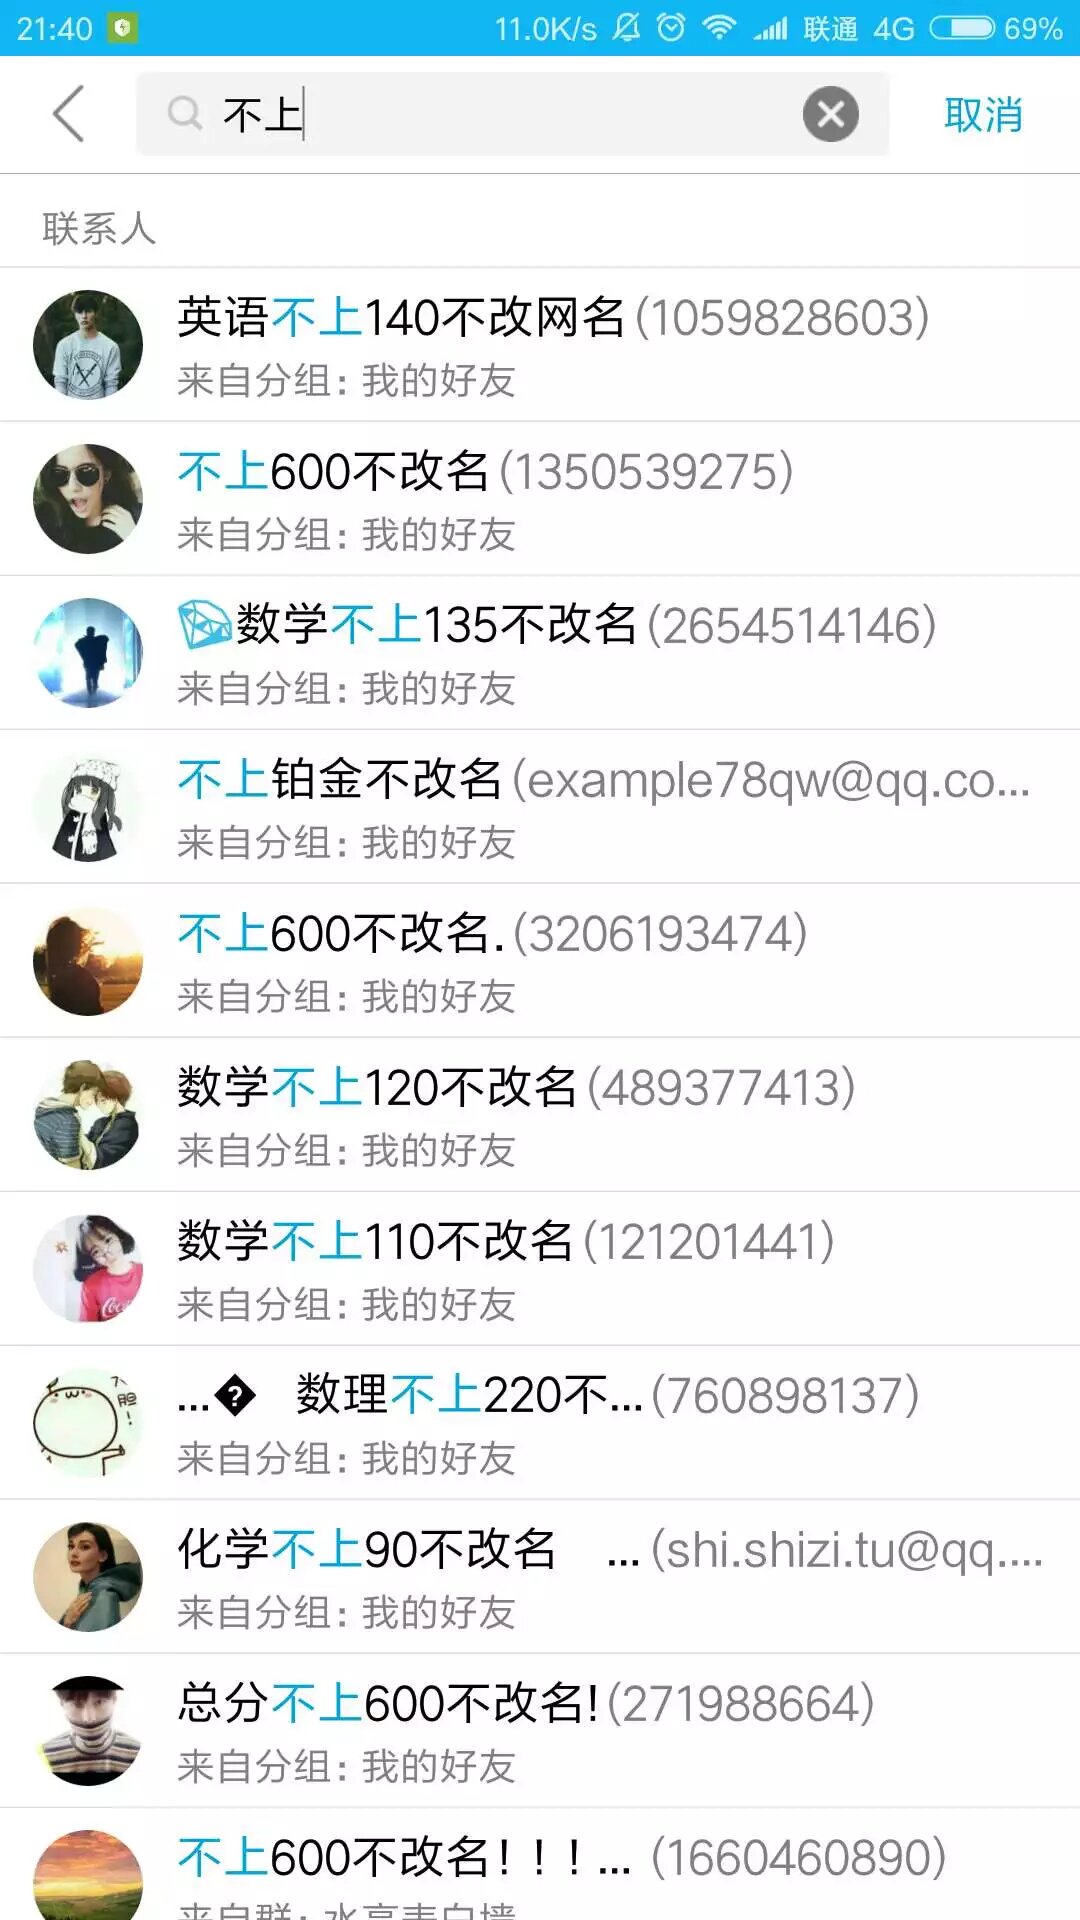 21:40 11.0K/s 联通 4G 69%
不上 取消
联系人
英语不上140不改网名(1059828603)
来自分组：我的好友
不上600不改名(1350539275)
来自分组：我的好友
数学不上135不改名(2654514146)
来自分组：我的好友
不上铂金不改名(example78qw@qq.co...
来自分组：我的好友
不上600不改名.(3206193474)
来自分组：我的好友
数学不上120不改名(489377413)
来自分组：我的好友
数学不上110不改名(121201441)
来自分组：我的好友
...� 数理不上220不...(760898137)
来自分组：我的好友
化学不上90不改名 ...(shi.shizi.tu@qq....
来自分组：我的好友
总分不上600不改名!(271988664)
来自分组：我的好友
不上600不改名！！！... (1660460890)
来自群：水高表白墙